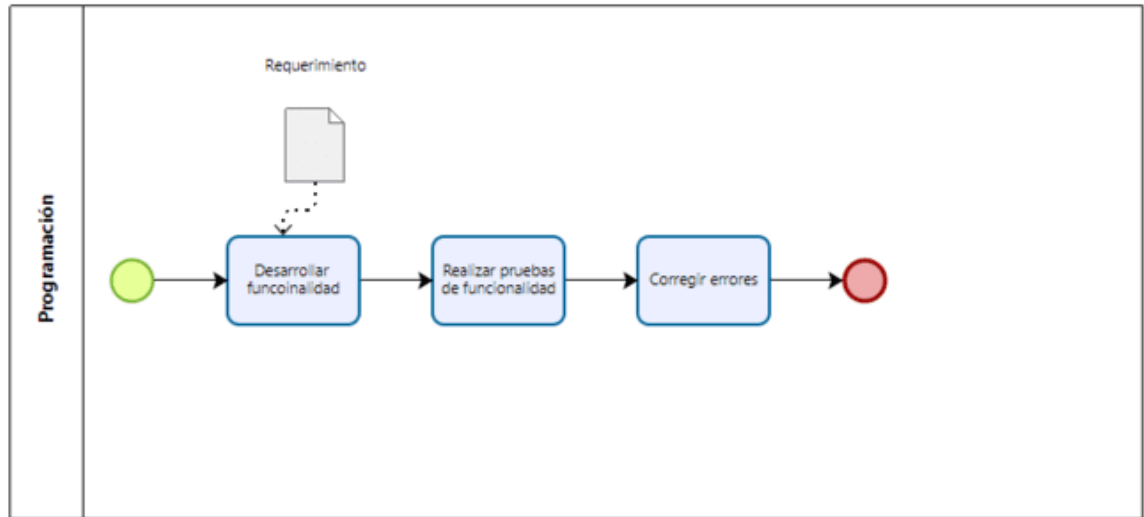 Programación
Requerimiento
Desarrollar
funcoinalidad
Realizar pruebas
de funcionalidad
Corregir errores